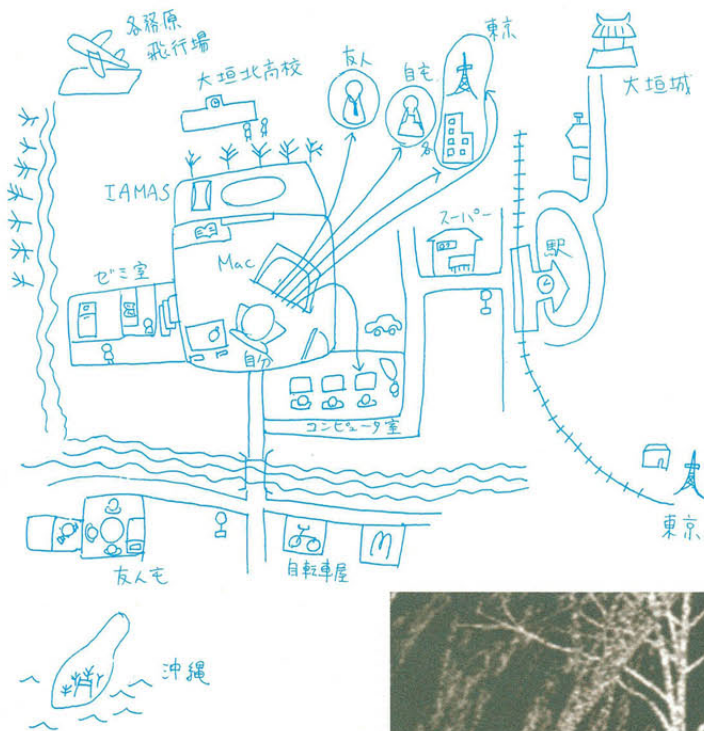 各務原
飛行場
大垣北高校
友人
自宅
東京
大垣城
IAMAS
スーパー
駅
Mac
ゼミ室
自分
コンピュータ室
東京
友人宅
自転車屋
M
沖縄